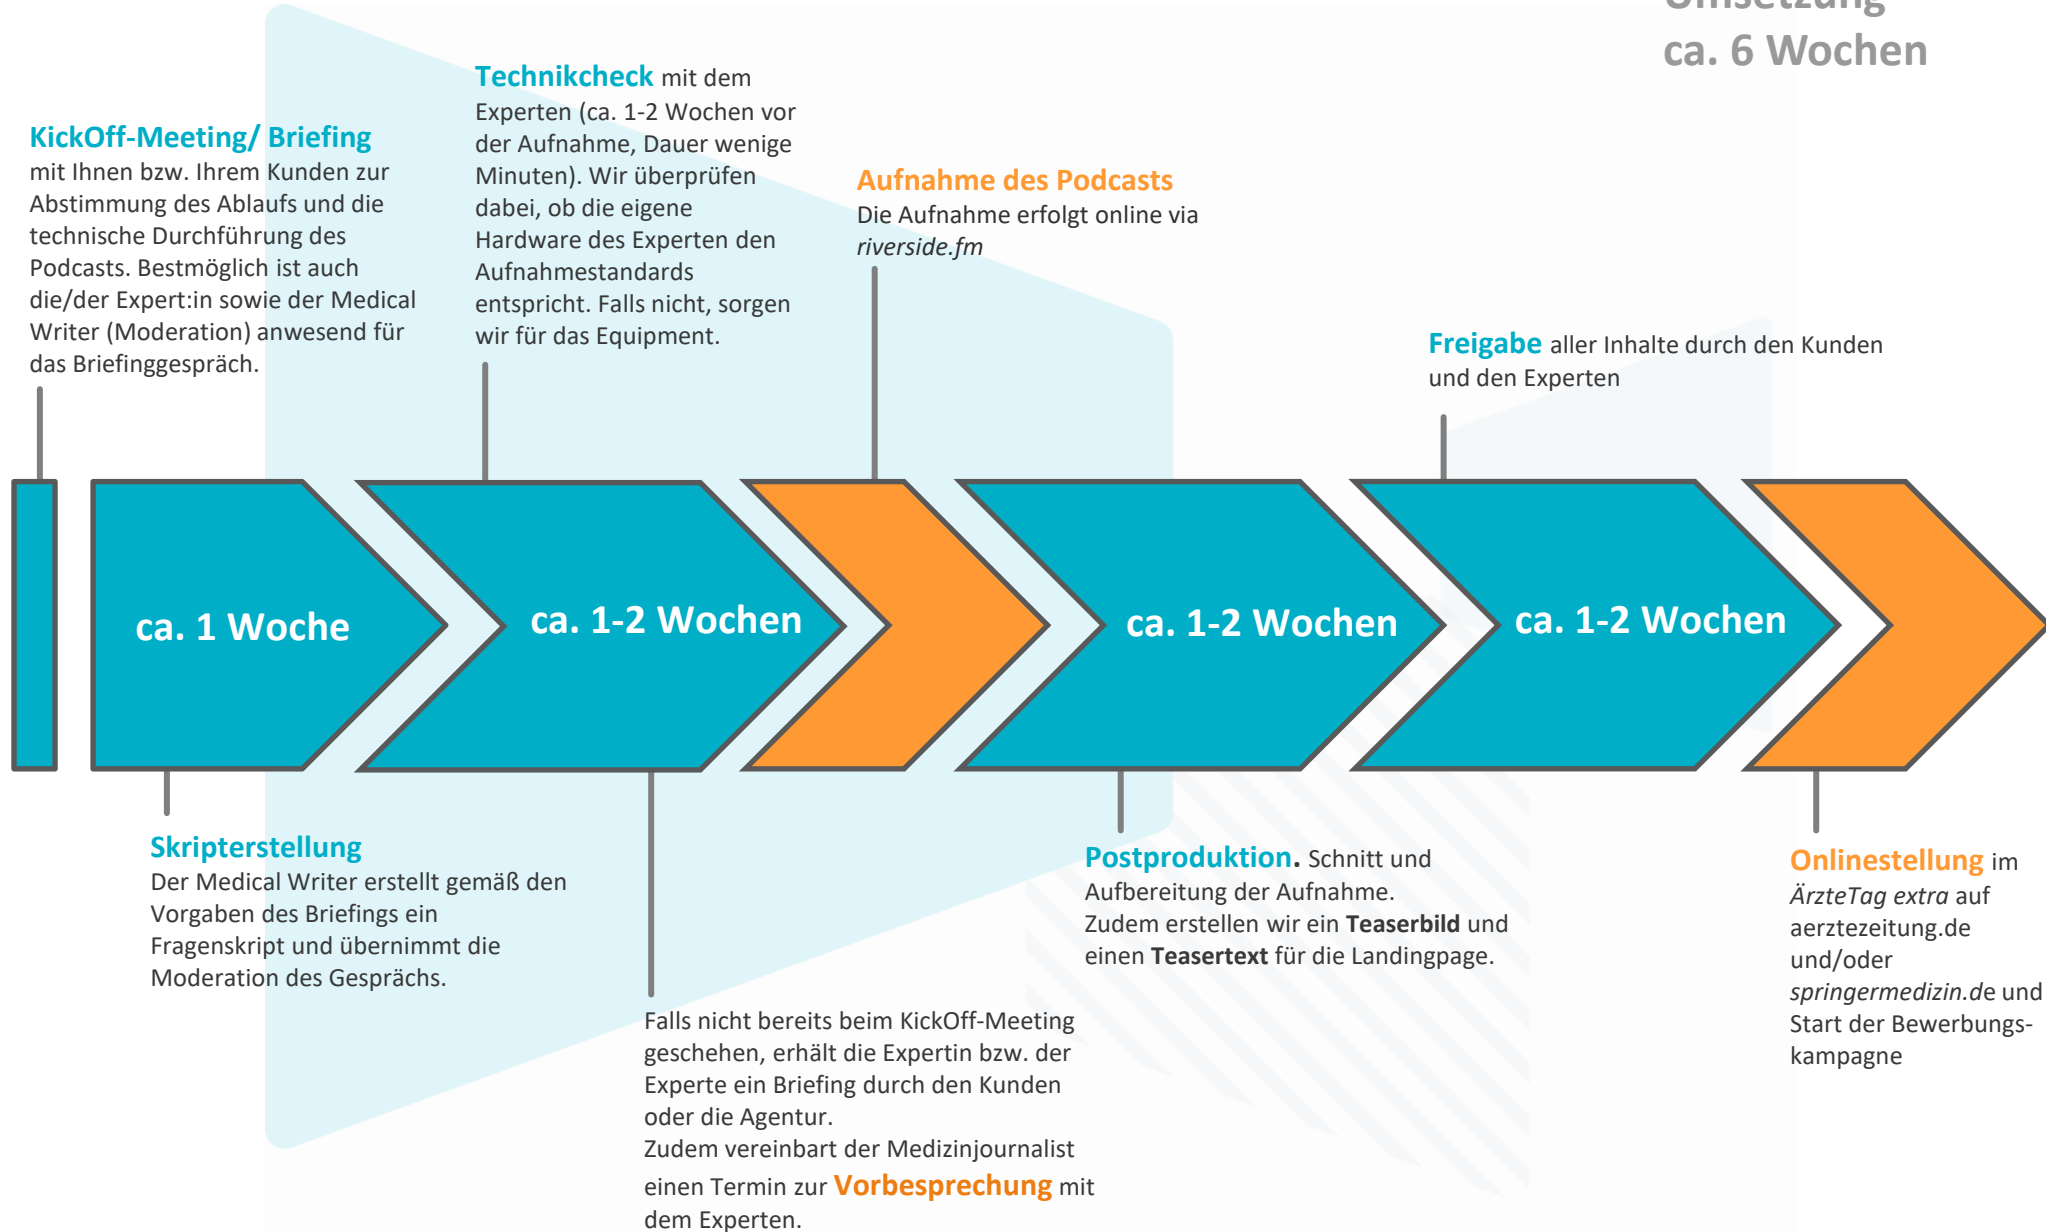 Umsetzung
ca. 6 Wochen
KickOff-Meeting/ Briefing
mit Ihnen bzw. Ihrem Kunden zur
Abstimmung des Ablaufs und die
technische Durchführung des
Podcasts. Bestmöglich ist auch
die/der Expert:in sowie der Medical
Writer (Moderation) anwesend für
das Briefinggespräch.
Technikcheck mit dem
Experten (ca. 1-2 Wochen vor
der Aufnahme, Dauer wenige
Minuten). Wir überprüfen
dabei, ob die eigene
Hardware des Experten den
Aufnahmestandards
entspricht. Falls nicht, sorgen
wir für das Equipment.
Aufnahme des Podcasts
Die Aufnahme erfolgt online via
riverside.fm
Freigabe aller Inhalte durch den Kunden
und den Experten
ca. 1 Woche
ca. 1-2 Wochen
ca. 1-2 Wochen
ca. 1-2 Wochen
Skripterstellung
Der Medical Writer erstellt gemäß den
Vorgaben des Briefings ein
Fragenskript und übernimmt die
Moderation des Gesprächs.
Falls nicht bereits beim KickOff-Meeting
geschehen, erhält die Expertin bzw. der
Experte ein Briefing durch den Kunden
oder die Agentur.
Zudem vereinbart der Medizinjournalist
einen Termin zur Vorbesprechung mit
dem Experten.
Postproduktion. Schnitt und
Aufbereitung der Aufnahme.
Zudem erstellen wir ein Teaserbild und
einen Teasertext für die Landingpage.
Onlinestellung im
ÄrzteTag extra auf
aerztezeitung.de
und/oder
springermedizin.de und
Start der Bewerbungs-
kampagne